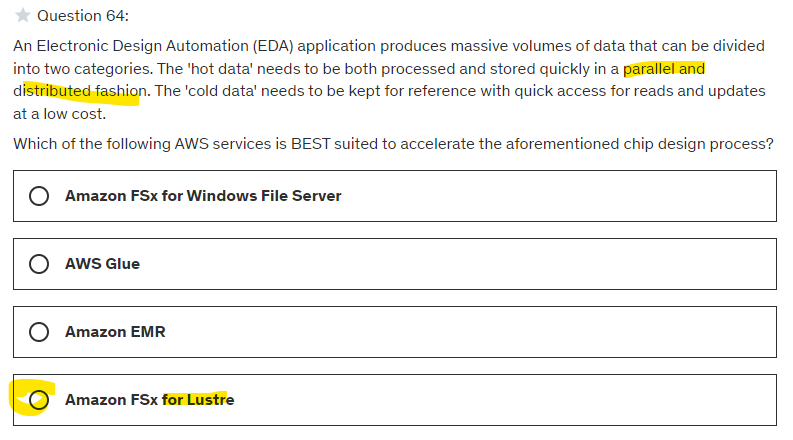 Question 64:
An Electronic Design Automation (EDA) application produces massive volumes of data that can be divided
into two categories. The 'hot data' needs to be both processed and stored quickly in a parallel and
distributed fashion. The 'cold data' needs to be kept for reference with quick access for reads and updates
at a low cost.
Which of the following AWS services is BEST suited to accelerate the aforementioned chip design process?
Amazon FSx for Windows File Server
AWS Glue
Amazon EMR
Amazon FSx for Lustre